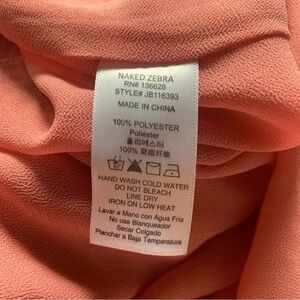 NAKED ZEBRA
RN# 136628
STYLE# JB116393
MADE IN CHINA
100% POLYESTER
Poliéster
폴리에스터
100% 聚酯纖維
HAND WASH COLD WATER
DO NOT BLEACH
LINE DRY
IRON ON LOW HEAT
Lavar a Mano con Agua Fria
No use Blanqueador
Secar Colgado
Planchar a Baja Temperatura